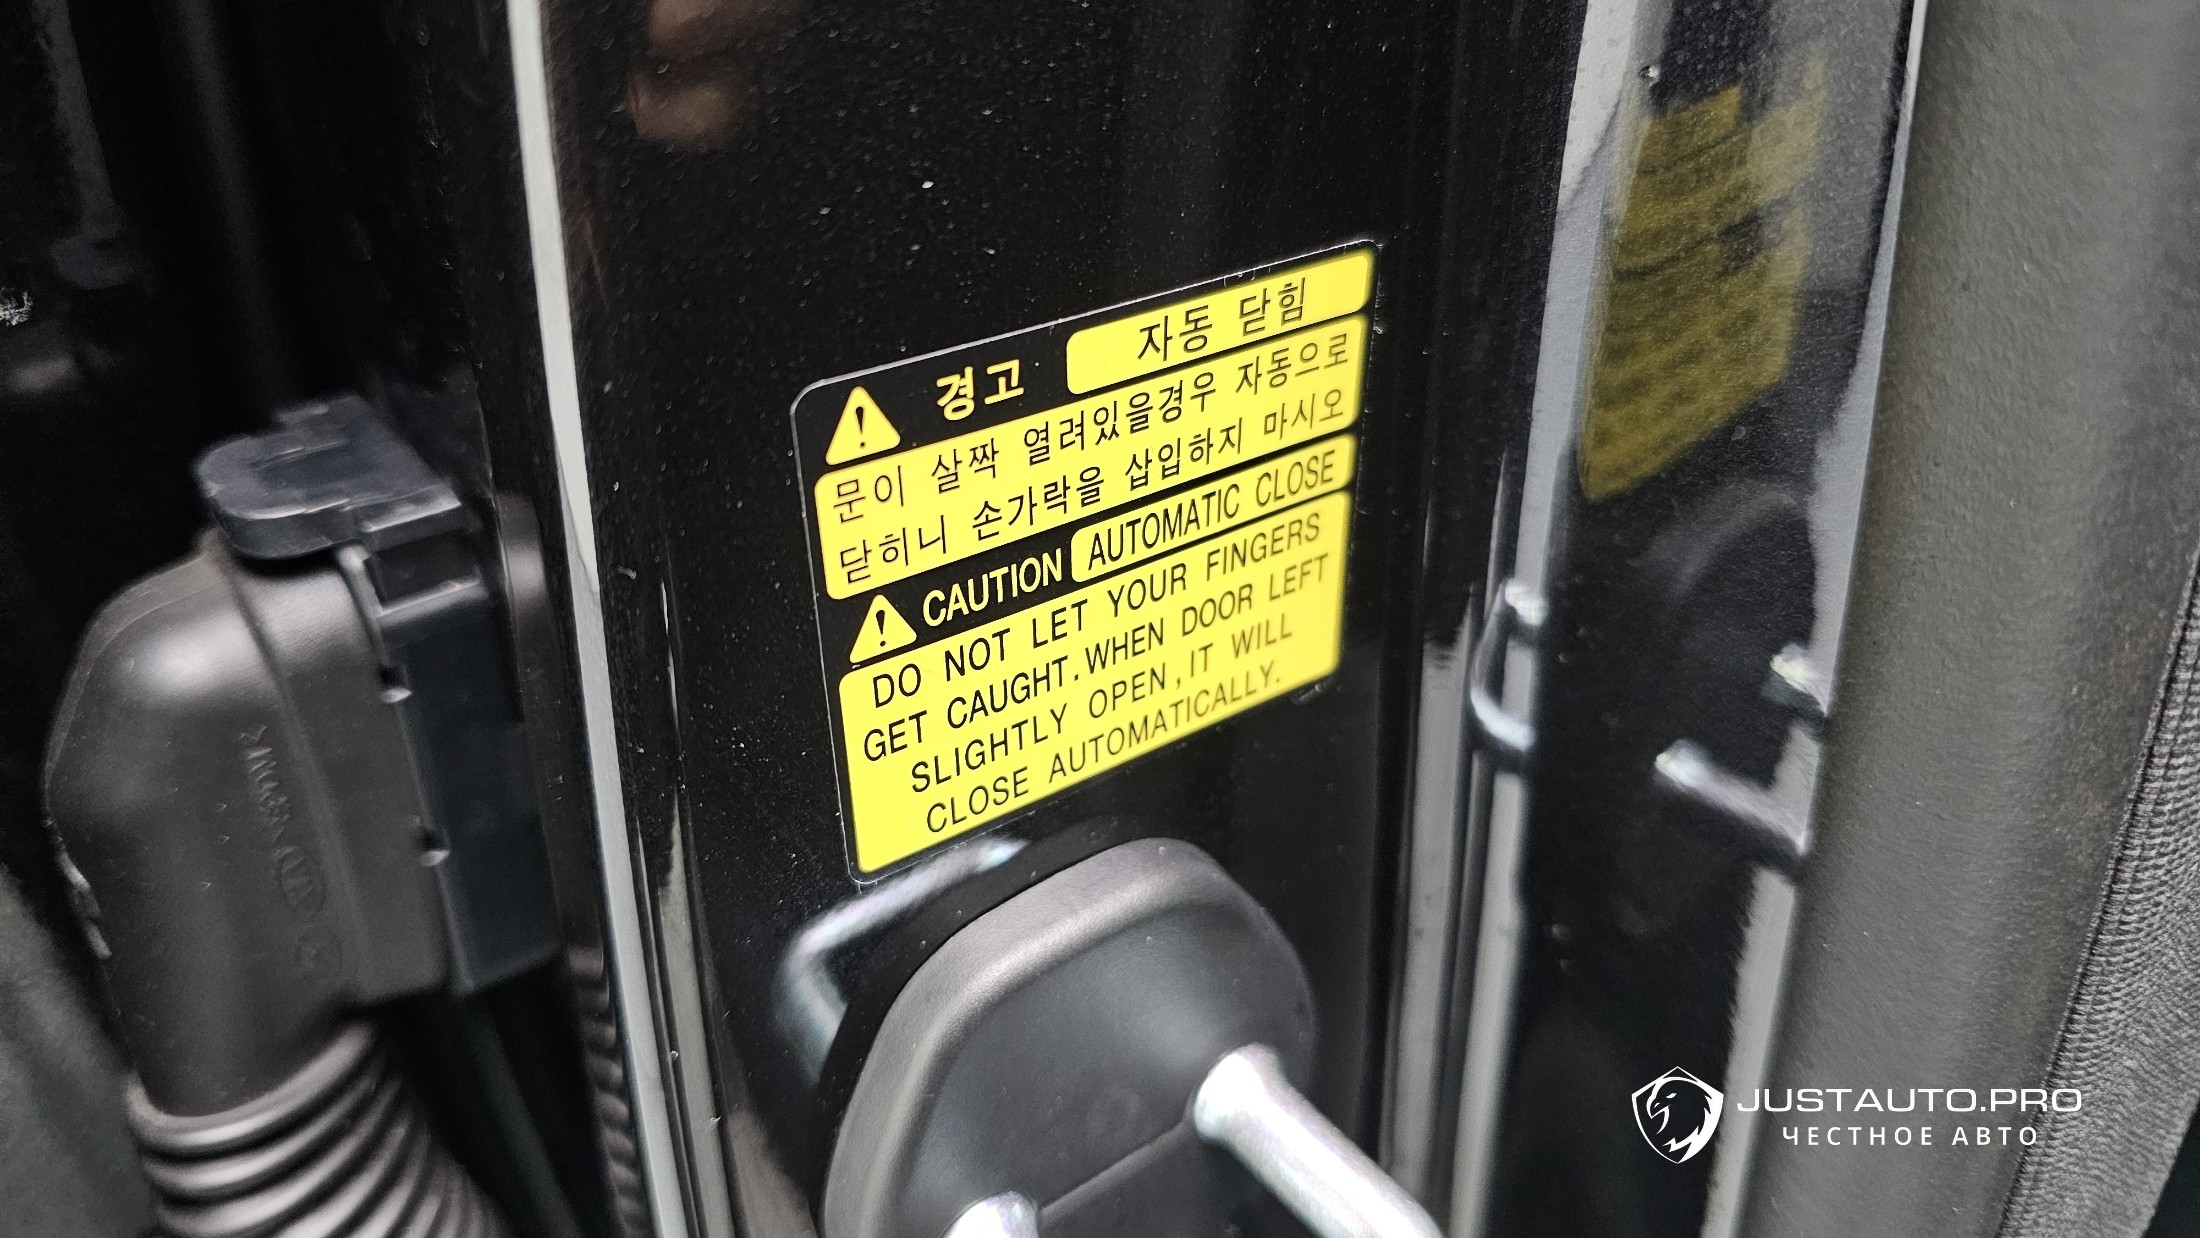 경고 자동 닫힘
문이 살짝 열려있을경우 자동으로
닫히니 손가락을 삽입하지 마시오
CAUTION AUTOMATIC CLOSE
DO NOT LET YOUR FINGERS
GET CAUGHT. WHEN DOOR LEFT
SLIGHTLY OPEN, IT WILL
CLOSE AUTOMATICALLY.
JUSTAUTO.PRO
ЧЕСТНОЕ АВТО